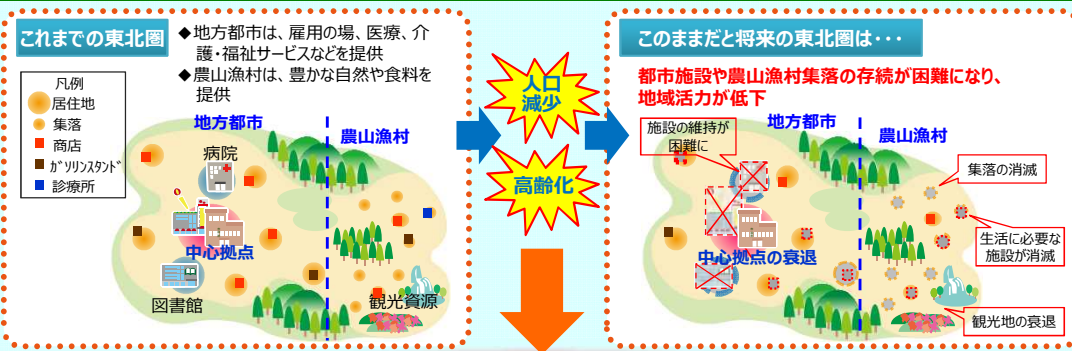 これまでの東北圏
◆地方都市は、雇用の場、医療、介
護・福祉サービスなどを提供
◆農山漁村は、豊かな自然や食料を
提供
凡例
居住地
集落
商店
ｶﾞｿﾘﾝｽﾀﾝﾄﾞ
診療所
地方都市
農山漁村
病院
中心拠点
図書館
観光資源
人口
減少
高齢化
このままだと将来の東北圏は・・・
都市施設や農山漁村集落の存続が困難になり、
地域活力が低下
施設の維持が
困難に
地方都市
農山漁村
集落の消滅
生活に必要な
施設が消滅
中心拠点の衰退
観光地の衰退